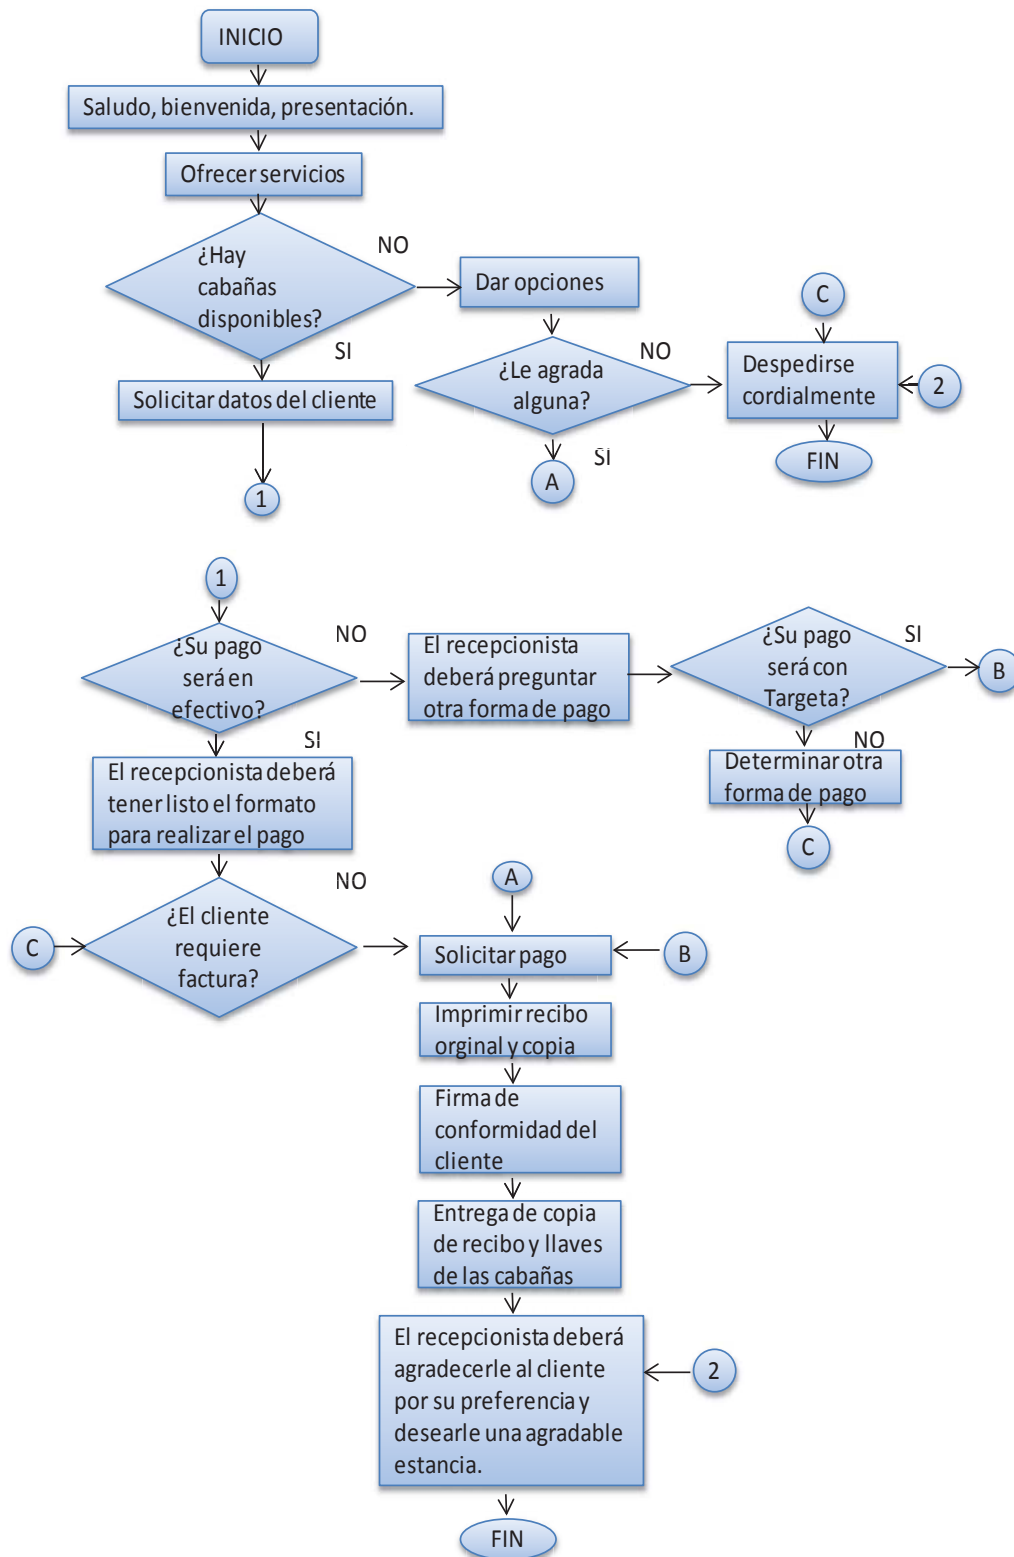 INICIO
Saludo, bienvenida, presentación.
Ofrecer servicios
¿Hay
cabañas
disponibles?
NO
SI
Dar opciones
¿Le agrada
alguna?
NO
SI
A
C
Despedirse
cordialmente
2
FIN
Solicitar datos del cliente
1
1
¿Su pago
será en
efectivo?
NO
SI
El recepcionista
deberá preguntar
otra forma de pago
¿Su pago
será con
Targeta?
SI
B
NO
Determinar otra
forma de pago
C
El recepcionista deberá
tener listo el formato
para realizar el pago
C
¿El cliente
requiere
factura?
NO
A
Solicitar pago
B
Imprimir recibo
orginal y copia
Firma de
conformidad del
cliente
Entrega de copia
de recibo y llaves
de las cabañas
El recepcionista deberá
agradecerle al cliente
por su preferencia y
desearle una agradable
estancia.
2
FIN